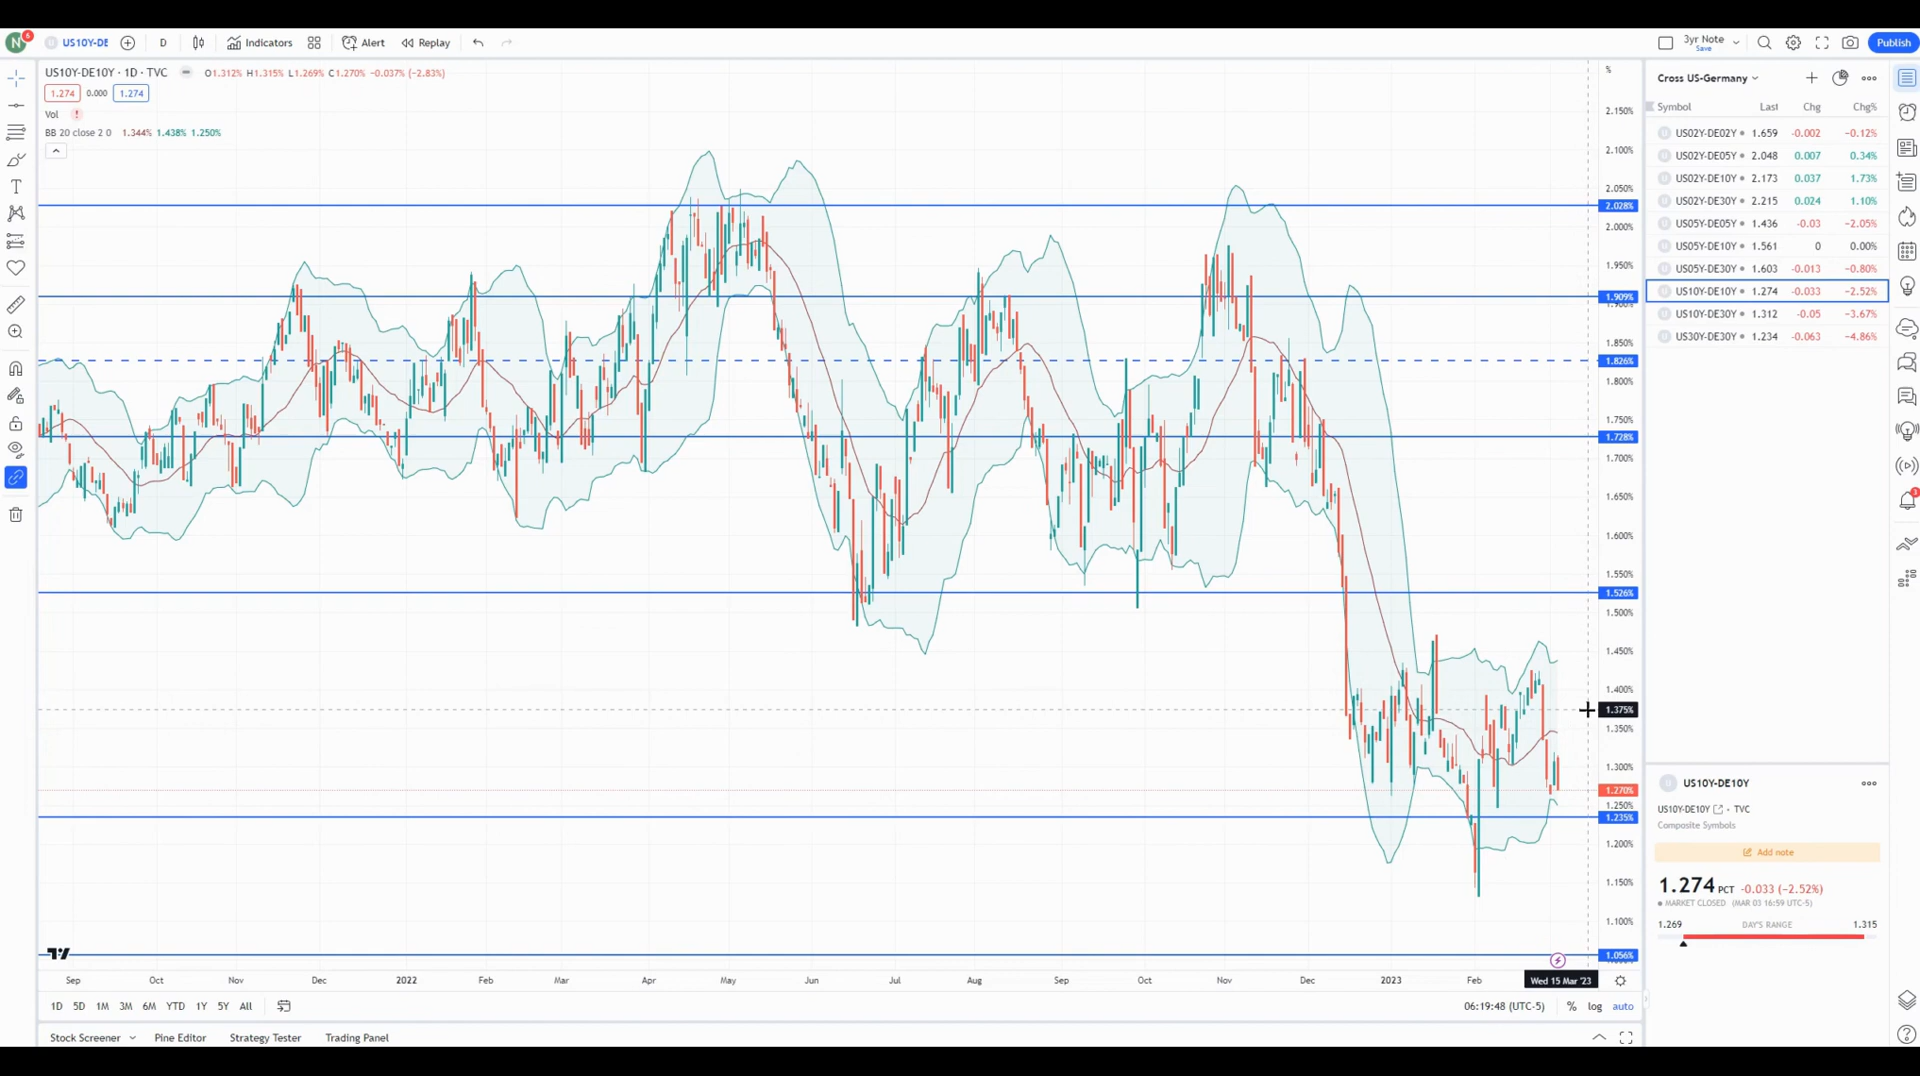 N 6 US10Y-DE D Indicators Alert Replay 3yr Note Save Publish
US10Y-DE10Y · 1D · TVC O1.312% H1.315% L1.269% C1.270% -0.037% (-2.83%)
1.274 0.000 1.274
Vol
BB 20 close 2 0 1.344% 1.438% 1.250%
%
2.150%
2.100%
2.050%
2.028%
2.000%
1.950%
1.909%
1.900%
1.850%
1.826%
1.800%
1.750%
1.728%
1.700%
1.650%
1.600%
1.550%
1.526%
1.500%
1.450%
1.400%
1.375%
1.350%
1.300%
1.270%
1.250%
1.235%
1.200%
1.150%
1.100%
1.056%
Sep Oct Nov Dec 2022 Feb Mar Apr May Jun Jul Aug Sep Oct Nov Dec 2023 Feb Wed 15 Mar '23
1D 5D 1M 3M 6M YTD 1Y 5Y All 06:19:48 (UTC-5) % log auto
Stock Screener Pine Editor Strategy Tester Trading Panel
Cross US-Germany
Symbol Last Chg Chg%
US02Y-DE02Y 1.659 -0.002 -0.12%
US02Y-DE05Y 2.048 0.007 0.34%
US02Y-DE10Y 2.173 0.037 1.73%
US02Y-DE30Y 2.215 0.024 1.10%
US05Y-DE05Y 1.436 -0.03 -2.05%
US05Y-DE10Y 1.561 0 0.00%
US05Y-DE30Y 1.603 -0.013 -0.80%
US10Y-DE10Y 1.274 -0.033 -2.52%
US10Y-DE30Y 1.312 -0.05 -3.67%
US30Y-DE30Y 1.234 -0.063 -4.86%
US10Y-DE10Y
US10Y-DE10Y · TVC
Composite Symbols
Add note
1.274 PCT -0.033 (-2.52%)
MARKET CLOSED (MAR 03 16:59 UTC-5)
1.269 DAY'S RANGE 1.315